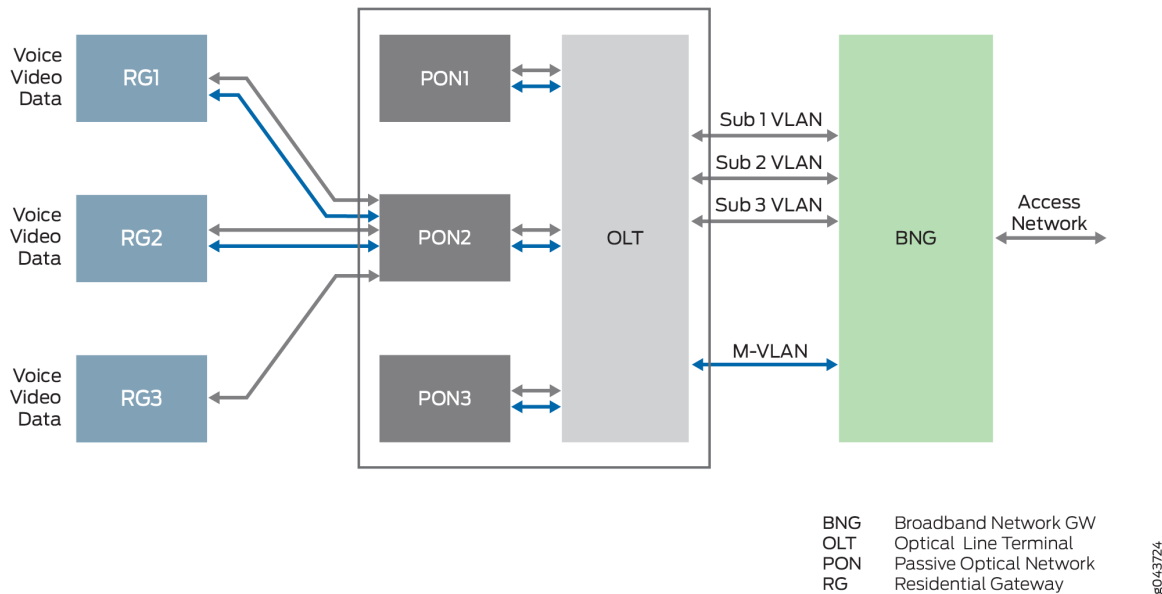 Voice
Video
Data
RG1
PON1
Sub 1 VLAN
Sub 2 VLAN
Sub 3 VLAN
Voice
Video
Data
RG2
PON2
OLT
BNG
Access
Network
M-VLAN
Voice
Video
Data
RG3
PON3
BNG Broadband Network GW
OLT Optical Line Terminal
PON Passive Optical Network
RG Residential Gateway
g043724